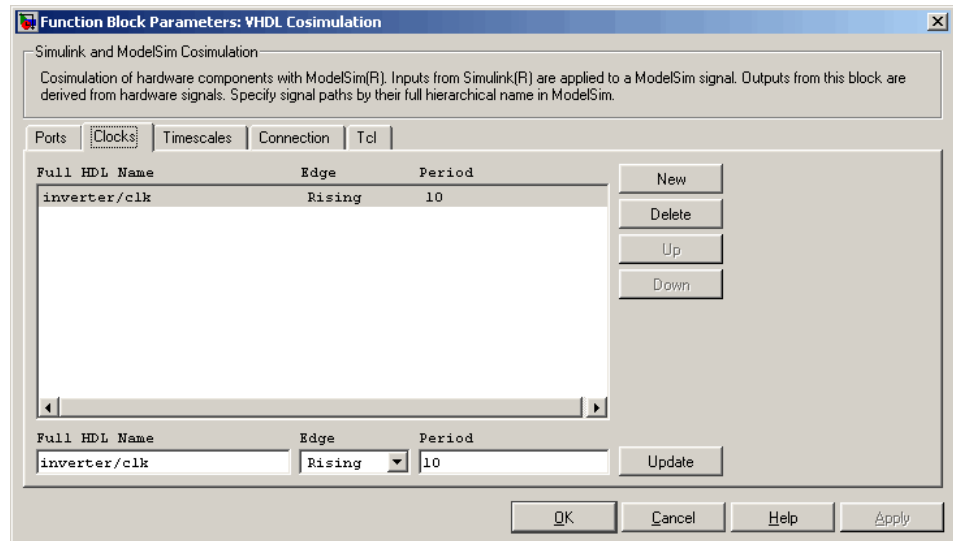 Function Block Parameters: VHDL Cosimulation
Simulink and ModelSim Cosimulation
Cosimulation of hardware components with ModelSim(R). Inputs from Simulink(R) are applied to a ModelSim signal. Outputs from this block are
derived from hardware signals. Specify signal paths by their full hierarchical name in ModelSim.
Ports Clocks Timescales Connection Tcl
Full HDL Name Edge Period
inverter/clk Rising 10
New
Delete
Up
Down
Full HDL Name Edge Period
inverter/clk Rising 10 Update
OK Cancel Help Apply